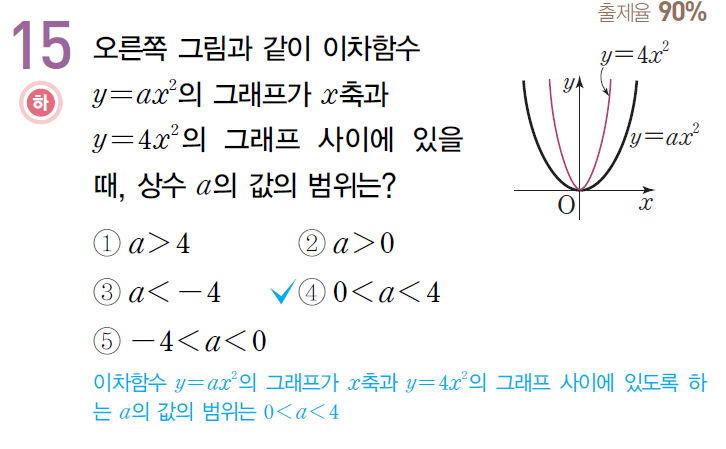 출제율 90%
15
하
오른쪽 그림과 같이 이차함수
y=ax²의 그래프가 x축과
y=4x²의 그래프 사이에 있을
때, 상수 a의 값의 범위는?
y=4x²
y
y=ax²
O
x
① a>4 ② a>0
③ a<-4 ④ 0<a<4
⑤ -4<a<0
이차함수 y=ax²의 그래프가 x축과 y=4x²의 그래프 사이에 있도록 하
는 a의 값의 범위는 0<a<4